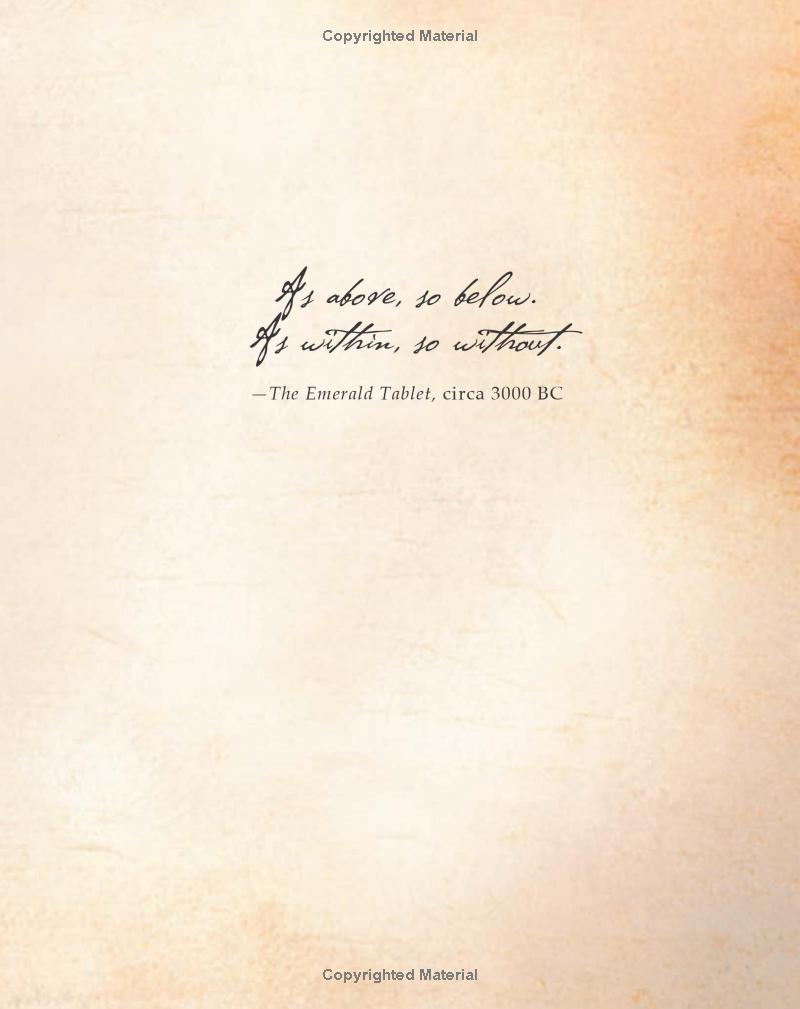 Copyrighted Material
As above, so below.
As within, so without.
—The Emerald Tablet, circa 3000 BC
Copyrighted Material